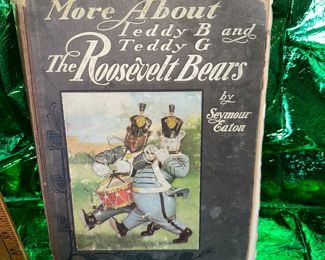 More About
Teddy B and
Teddy G
The Roosevelt Bears
by
Seymour
Eaton